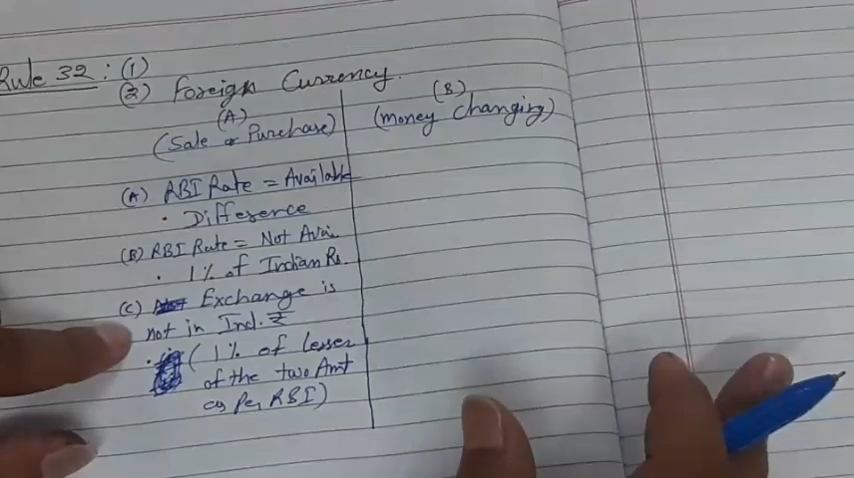 Rule 32 : (1)
(2) Foreign Currency.
(A)
(Sale or Purchase)
(B)
(Money changing)
(A) RBI Rate = Available
• Difference
(B) RBI Rate = Not Avai.
• 1% of Indian Rs.
(C) Exchange is
not in Ind. ₹
• (1% of lesser
of the two Amt
as Per RBI)